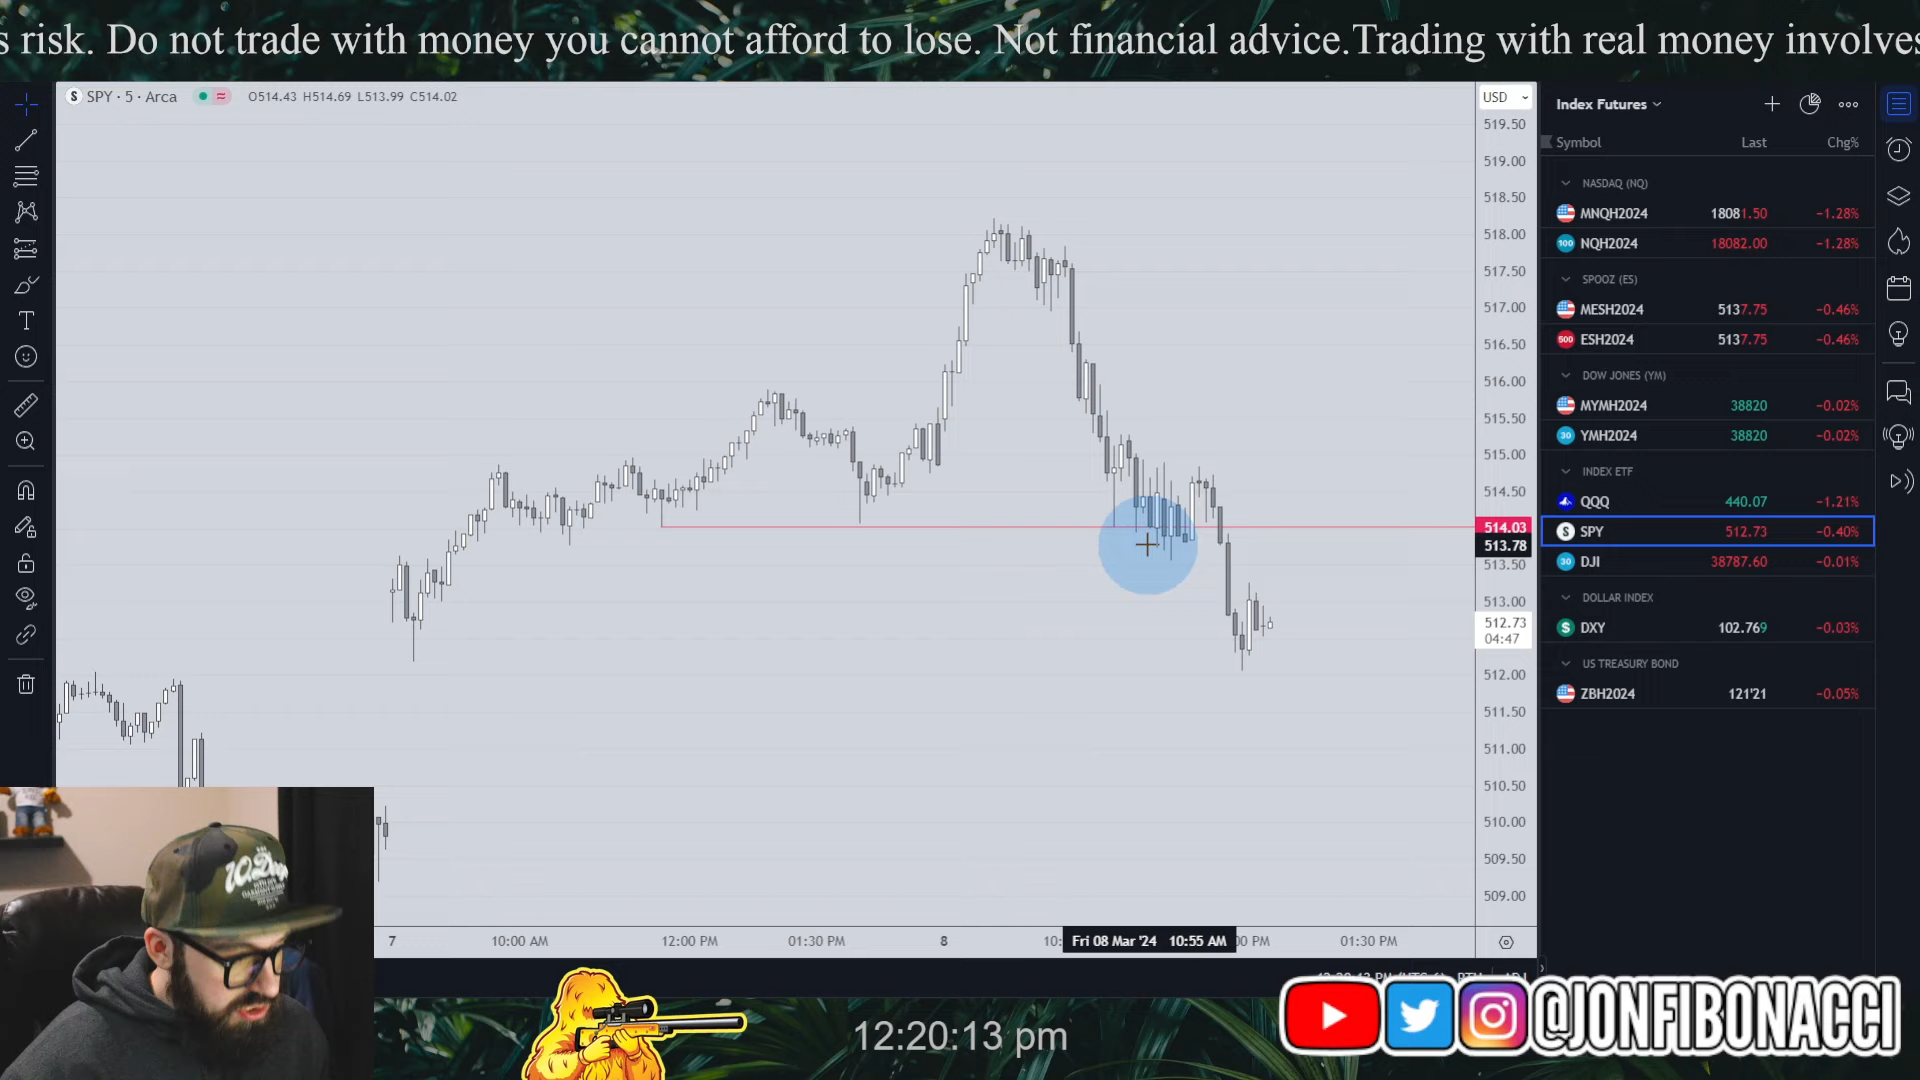 s risk. Do not trade with money you cannot afford to lose. Not financial advice.Trading with real money involves
SPY · 5 · Arca
O514.43 H514.69 L513.99 C514.02
USD
519.50
519.00
518.50
518.00
517.50
517.00
516.50
516.00
515.50
515.00
514.50
514.03
513.78
513.50
513.00
512.73
04:47
512.00
511.50
511.00
510.50
510.00
509.50
509.00
7
10:00 AM
12:00 PM
01:30 PM
8
10:
Fri 08 Mar '24 10:55 AM
00 PM
01:30 PM
Index Futures
Symbol Last Chg%
NASDAQ (NQ)
MNQH2024 18081.50 −1.28%
100 NQH2024 18082.00 −1.28%
SPOOZ (ES)
MESH2024 5137.75 −0.46%
500 ESH2024 5137.75 −0.46%
DOW JONES (YM)
MYMH2024 38820 −0.02%
30 YMH2024 38820 −0.02%
INDEX ETF
QQQ 440.07 −1.21%
S SPY 512.73 −0.40%
30 DJI 38787.60 −0.01%
DOLLAR INDEX
S DXY 102.769 −0.03%
US TREASURY BOND
ZBH2024 121'21 −0.05%
12:20:13 pm
@JONFIBONACCI